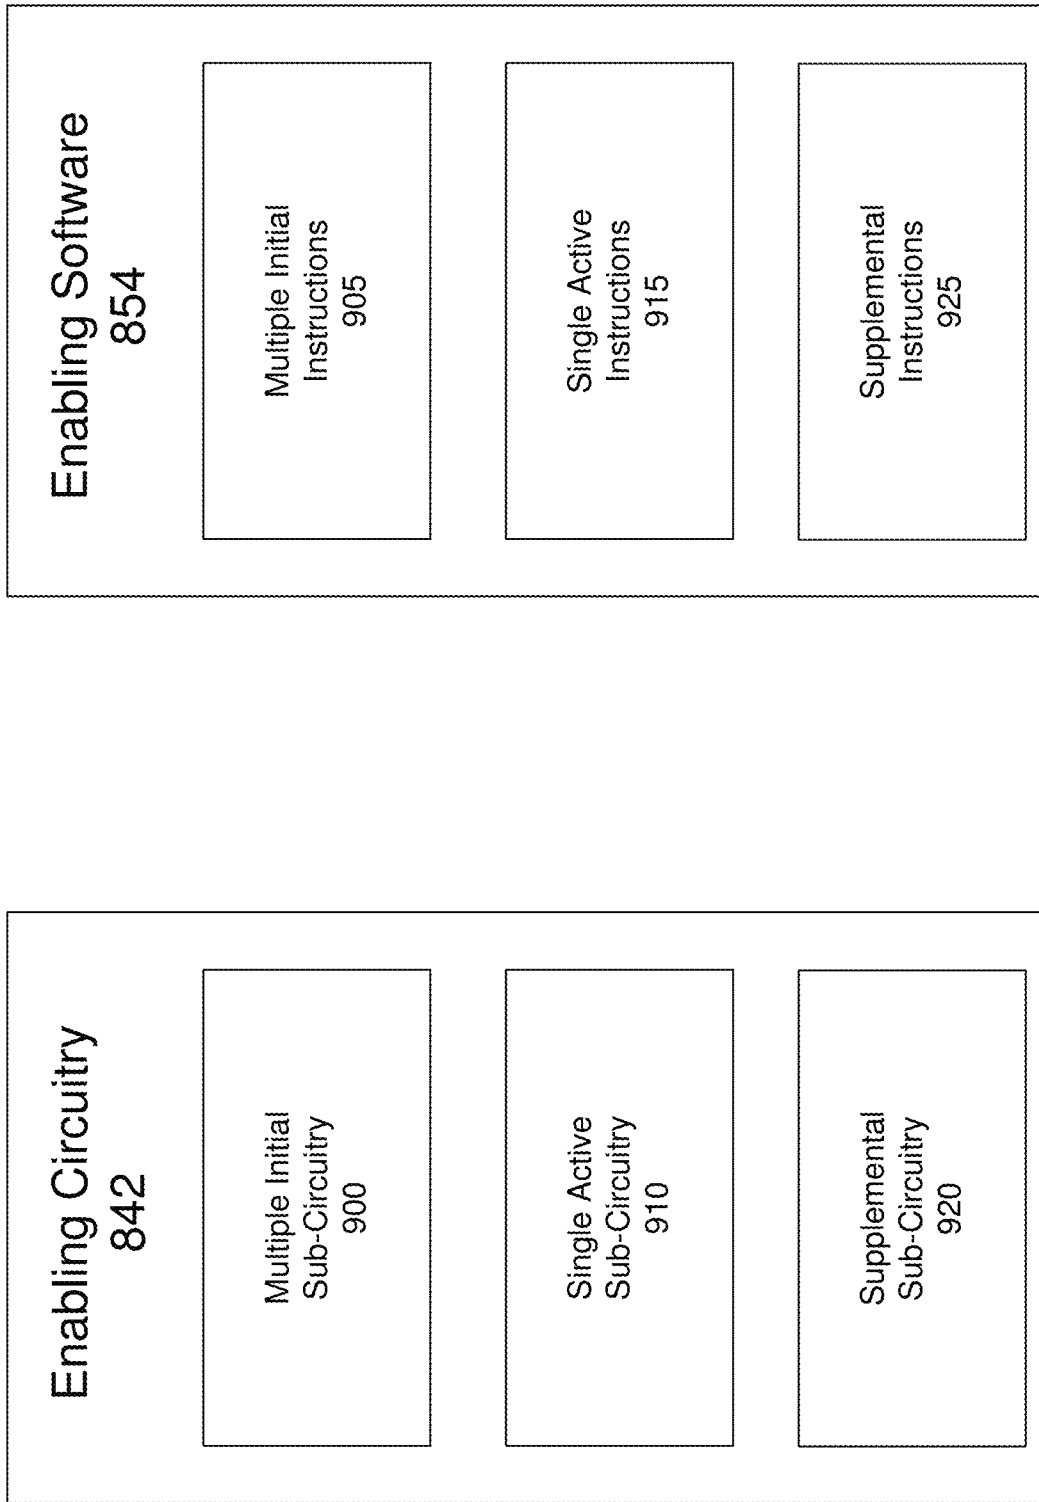 Enabling Circuitry
842
Multiple Initial
Sub-Circuitry
900
Single Active
Sub-Circuitry
910
Supplemental
Sub-Circuitry
920
Enabling Software
854
Multiple Initial
Instructions
905
Single Active
Instructions
915
Supplemental
Instructions
925